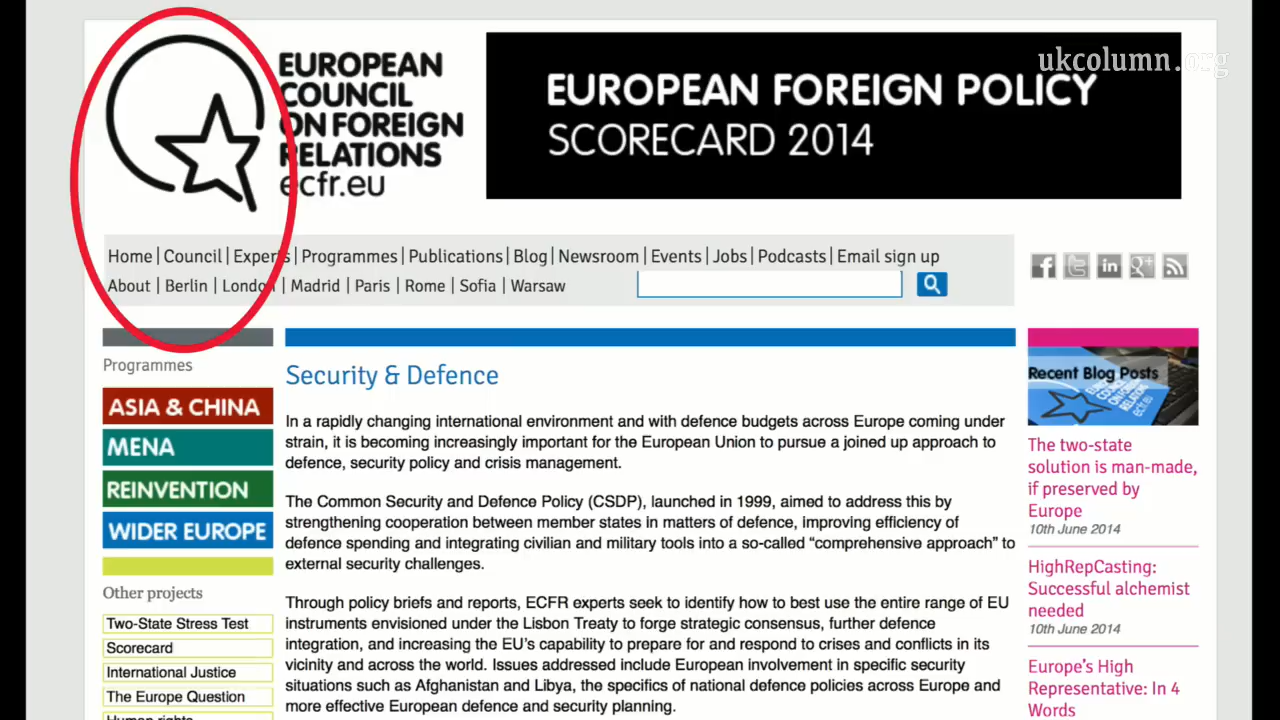 ukcolumn.org
EUROPEAN
COUNCIL
ON FOREIGN
RELATIONS
ecfr.eu
EUROPEAN FOREIGN POLICY
SCORECARD 2014
Home | Council | Experts | Programmes | Publications | Blog | Newsroom | Events | Jobs | Podcasts | Email sign up
About | Berlin | London | Madrid | Paris | Rome | Sofia | Warsaw
Programmes
ASIA & CHINA
MENA
REINVENTION
WIDER EUROPE
Other projects
Two-State Stress Test
Scorecard
International Justice
The Europe Question
Human rights
Security & Defence
In a rapidly changing international environment and with defence budgets across Europe coming under
strain, it is becoming increasingly important for the European Union to pursue a joined up approach to
defence, security policy and crisis management.
The Common Security and Defence Policy (CSDP), launched in 1999, aimed to address this by
strengthening cooperation between member states in matters of defence, improving efficiency of
defence spending and integrating civilian and military tools into a so-called “comprehensive approach” to
external security challenges.
Through policy briefs and reports, ECFR experts seek to identify how to best use the entire range of EU
instruments envisioned under the Lisbon Treaty to forge strategic consensus, further defence
integration, and increasing the EU’s capability to prepare for and respond to crises and conflicts in its
vicinity and across the world. Issues addressed include European involvement in specific security
situations such as Afghanistan and Libya, the specifics of national defence policies across Europe and
more effective European defence and security planning.
Recent Blog Posts
EUROPEAN
COUNCIL
ON FOREIGN
RELATIONS
ecfr.eu
The two-state
solution is man-made,
if preserved by
Europe
10th June 2014
HighRepCasting:
Successful alchemist
needed
10th June 2014
Europe’s High
Representative: In 4
Words